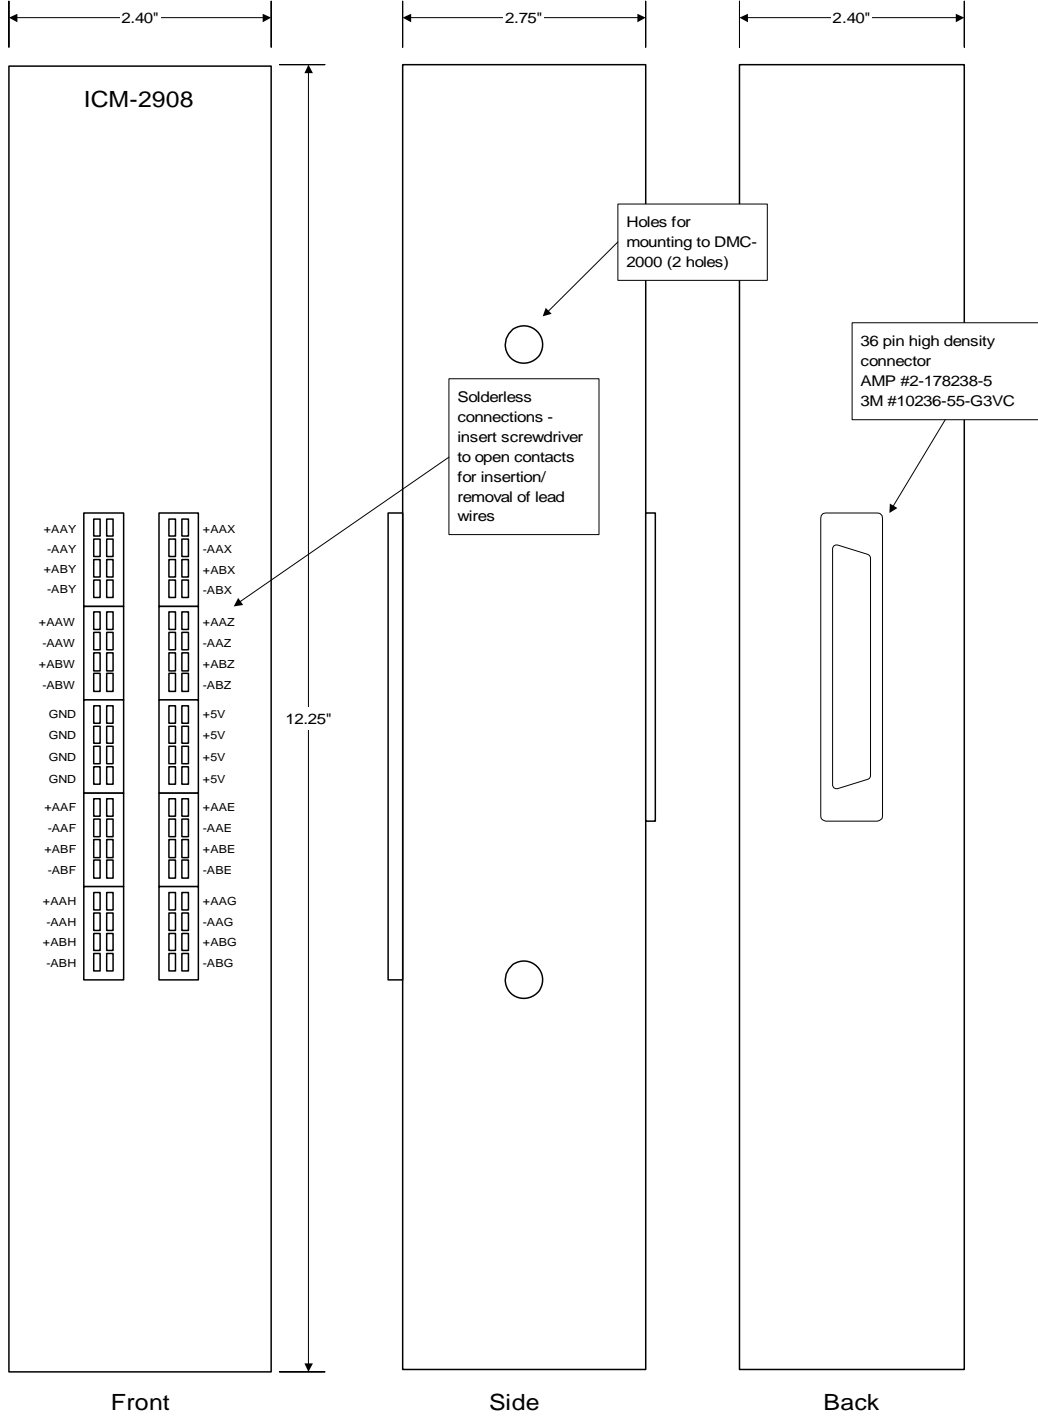 2.40"
2.75"
2.40"
ICM-2908
Holes for
mounting to DMC-
2000 (2 holes)
36 pin high density
connector
AMP #2-178238-5
3M #10236-55-G3VC
Solderless
connections -
insert screwdriver
to open contacts
for insertion/
removal of lead
wires
+AAY
-AAY
+ABY
-ABY
+AAX
-AAX
+ABX
-ABX
+AAW
-AAW
+ABW
-ABW
+AAZ
-AAZ
+ABZ
-ABZ
GND
GND
GND
GND
+5V
+5V
+5V
+5V
12.25"
+AAF
-AAF
+ABF
-ABF
+AAE
-AAE
+ABE
-ABE
+AAH
-AAH
+ABH
-ABH
+AAG
-AAG
+ABG
-ABG
Front
Side
Back